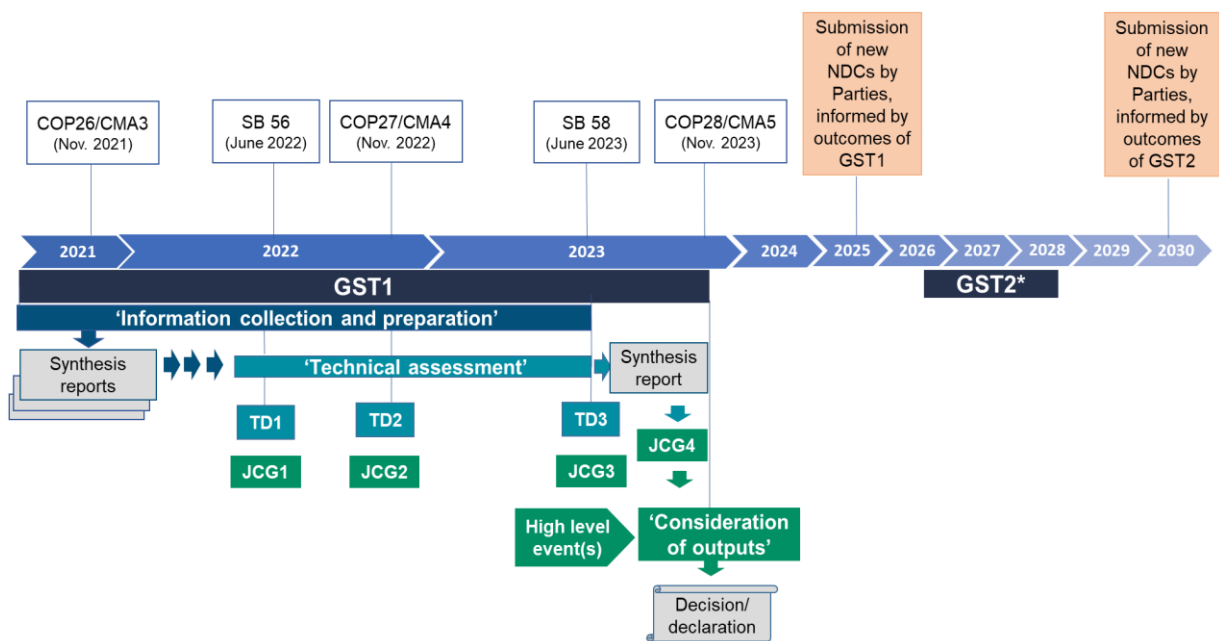 Submission
of new
NDCs by
Parties,
informed by
outcomes of
GST1
Submission
of new
NDCs by
Parties,
informed by
outcomes
of GST2
COP26/CMA3
(Nov. 2021)
SB 56
(June 2022)
COP27/CMA4
(Nov. 2022)
SB 58
(June 2023)
COP28/CMA5
(Nov. 2023)
2021
2022
2023
2024
2025
2026
2027
2028
2029
2030
GST1
GST2*
‘Information collection and preparation’
Synthesis
reports
‘Technical assessment’
Synthesis
report
TD1
TD2
TD3
JCG1
JCG2
JCG3
JCG4
High level
event(s)
‘Consideration
of outputs’
Decision/
declaration